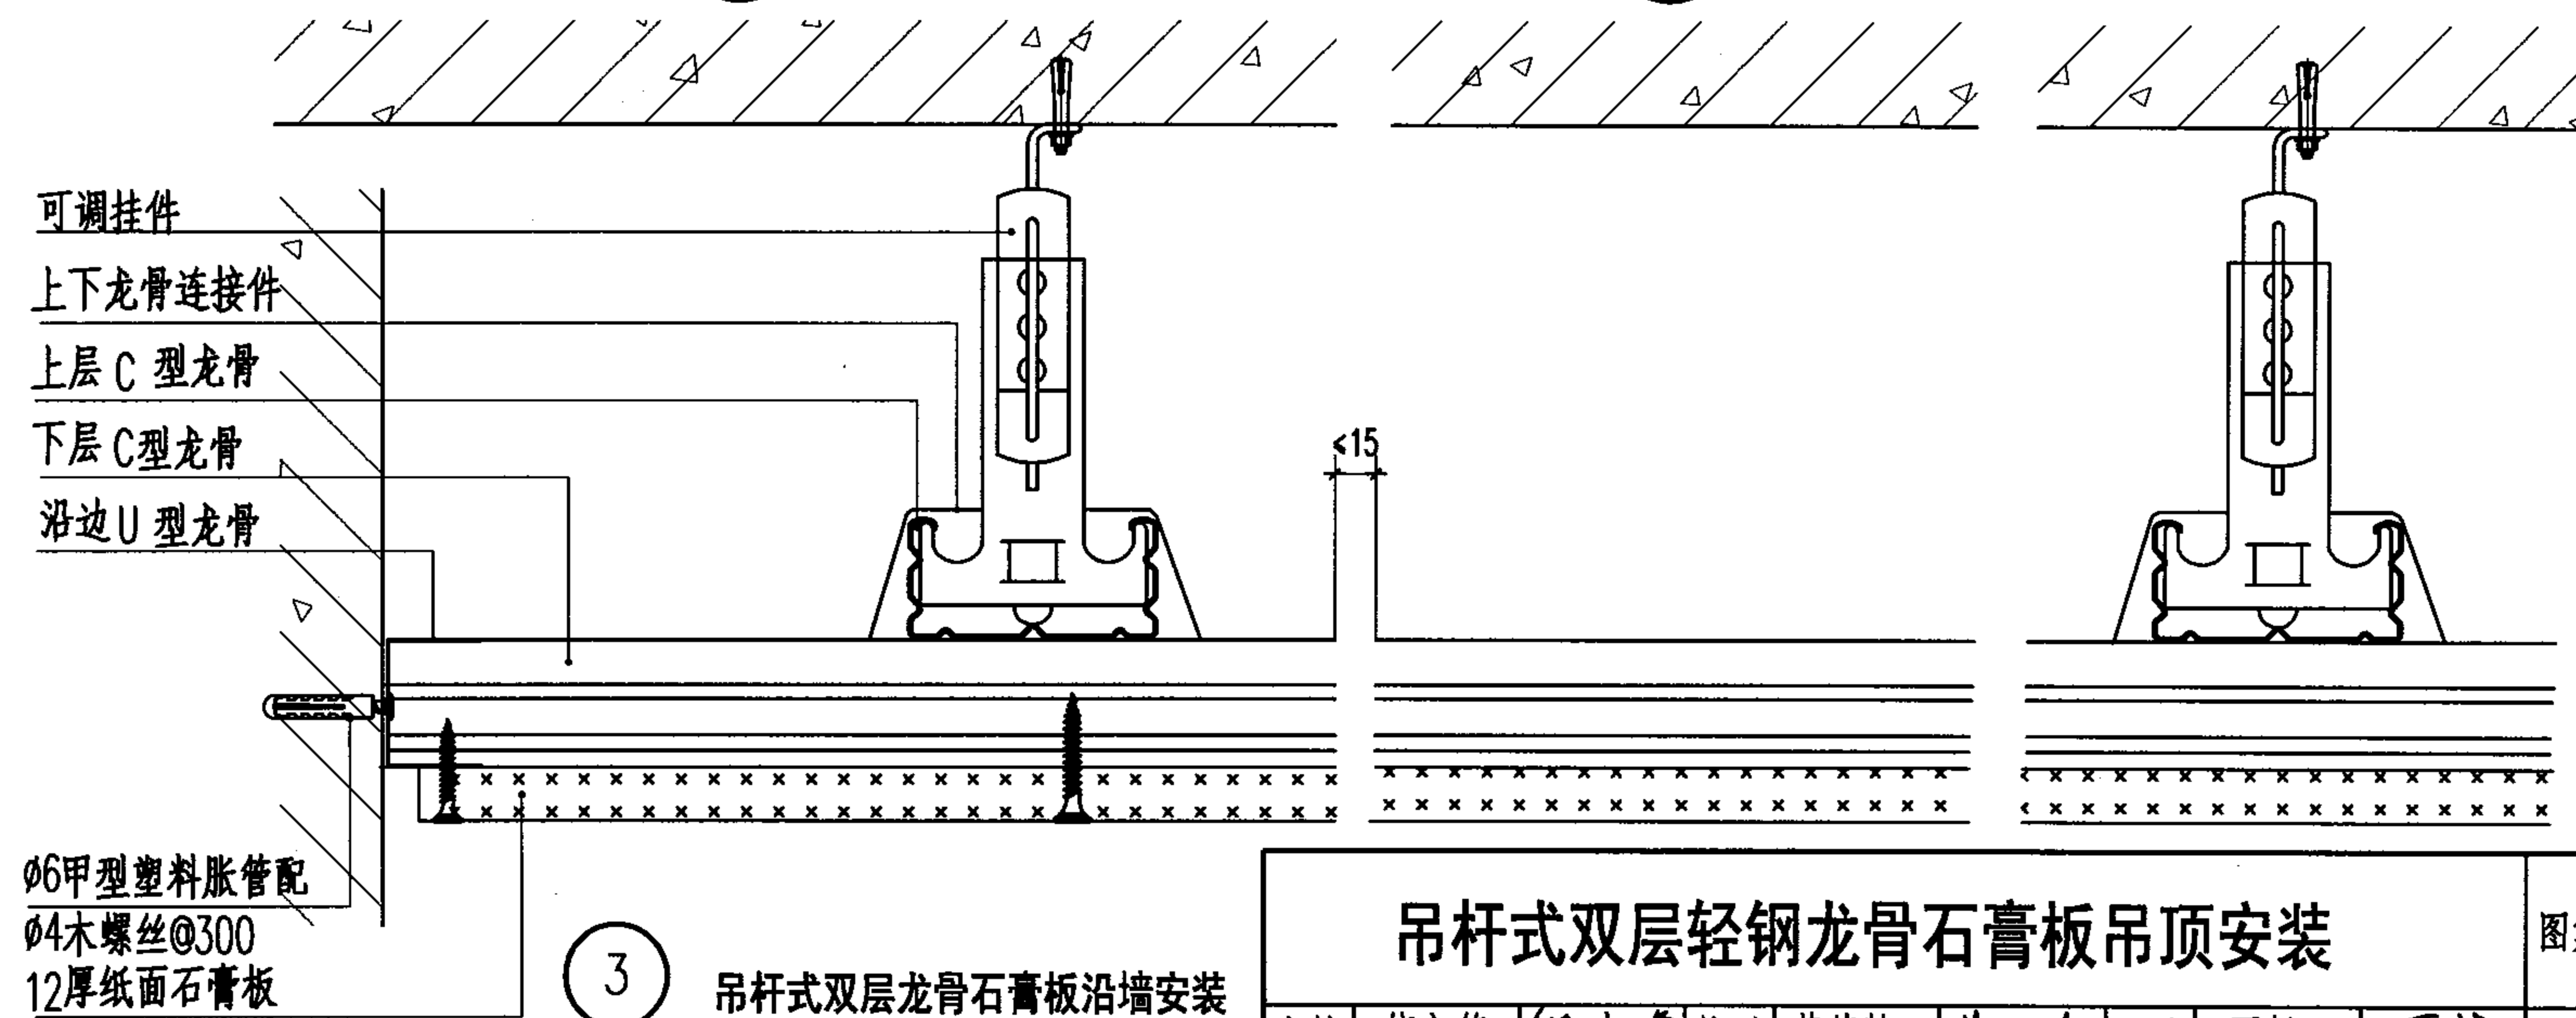 可调挂件
上下龙骨连接件
上层C 型龙骨
下层C型龙骨
沿边U 型龙骨
<15
ø6甲型塑料胀管配
ø4木螺丝@300
12厚纸面石膏板
3
吊杆式双层龙骨石膏板沿墙安装
吊杆式双层轻钢龙骨石膏板吊顶安装
图